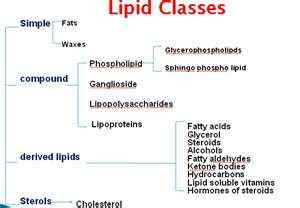 Lipid Classes
Simple
Fats
Waxes
compound
Phospholipid
Glycerophospholipids
Sphingo phospho lipid
Ganglioside
Lipopolysaccharides
Lipoproteins
derived lipids
Fatty acids
Glycerol
Steroids
Alcohols
Fatty aldehydes
Ketone bodies
Hydrocarbons
Lipid soluble vitamins
Hormones of steroids
Sterols
Cholesterol